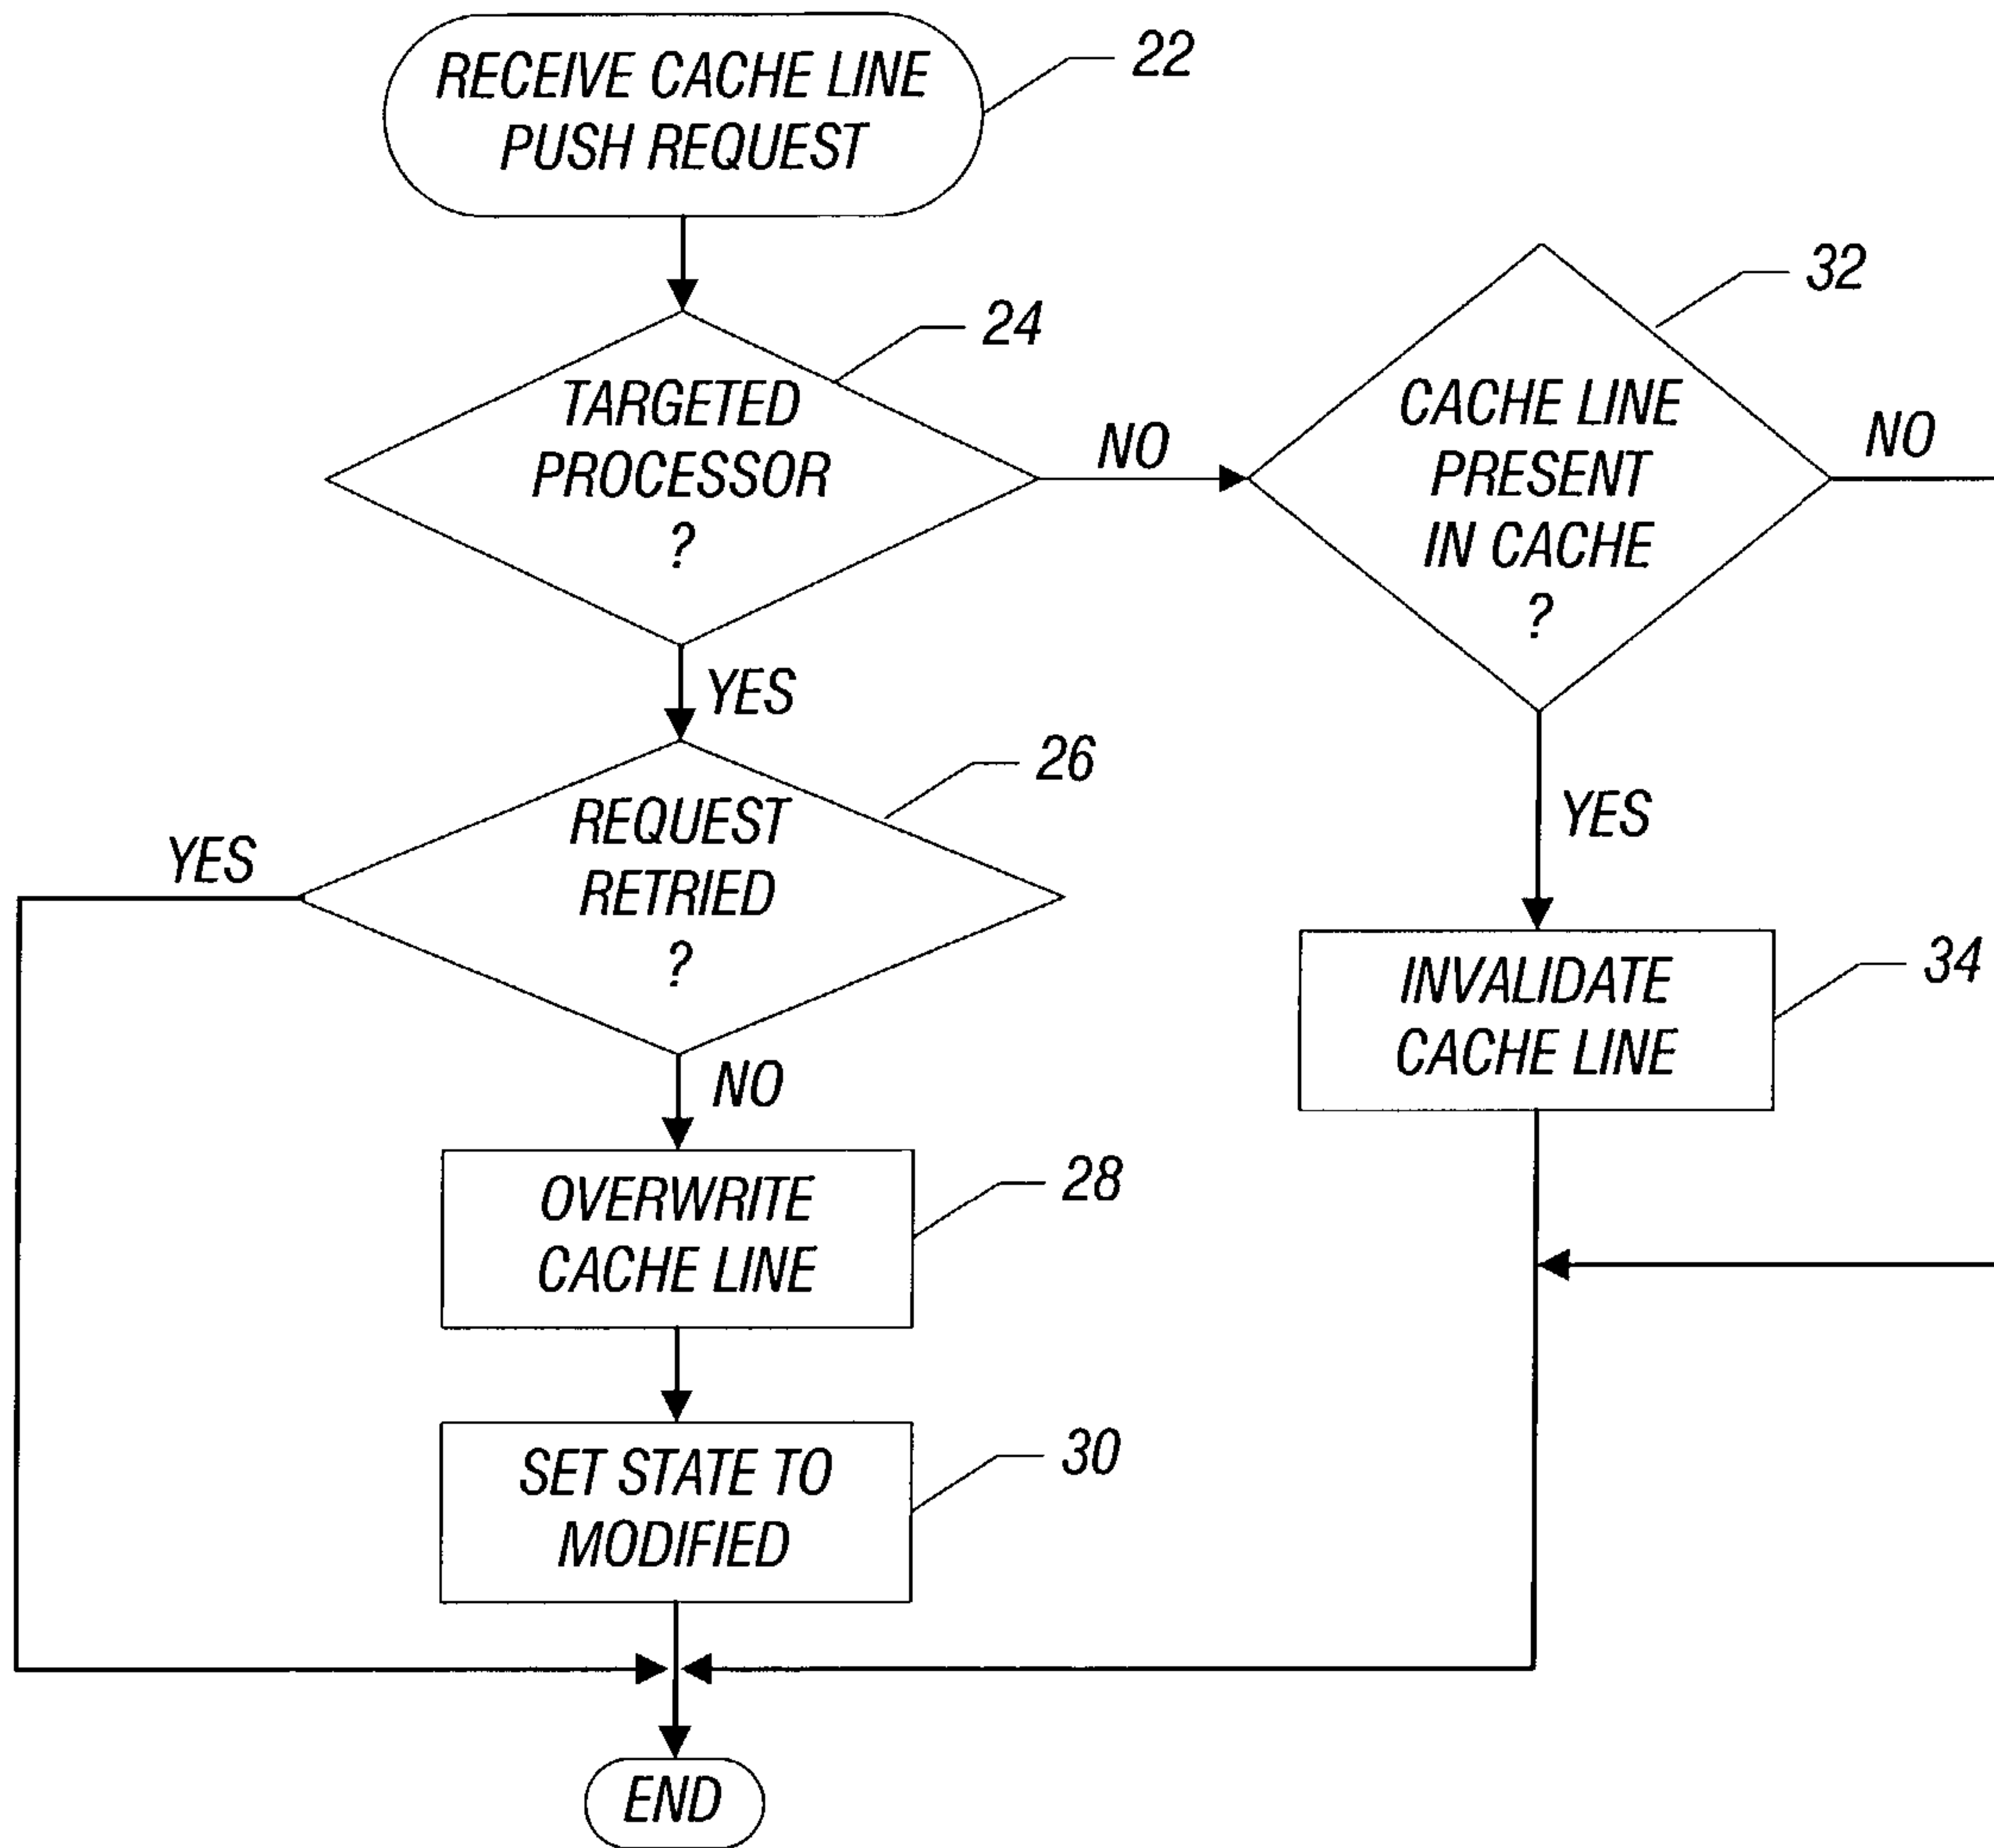 RECEIVE CACHE LINE
PUSH REQUEST
22
TARGETED
PROCESSOR
?
24
NO
CACHE LINE
PRESENT
IN CACHE
?
32
NO
YES
REQUEST
RETRIED
?
26
YES
YES
INVALIDATE
CACHE LINE
34
NO
OVERWRITE
CACHE LINE
28
SET STATE TO
MODIFIED
30
END